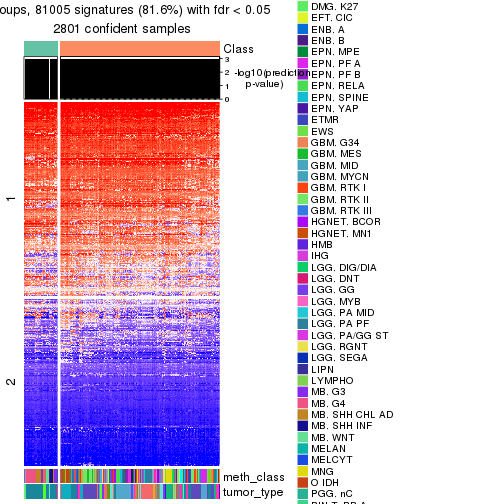 oups, 81005 signatures (81.6%) with fdr < 0.05
2801 confident samples
Class
3
2
1
0
-log10(prediction
p-value)
1
2
meth_class
tumor_type
DMG. K27
EFT. CIC
ENB. A
ENB. B
EPN. MPE
EPN. PF A
EPN. PF B
EPN. RELA
EPN. SPINE
EPN. YAP
ETMR
EWS
GBM. G34
GBM. MES
GBM. MID
GBM. MYCN
GBM. RTK I
GBM. RTK II
GBM. RTK III
HGNET. BCOR
HGNET. MN1
HMB
IHG
LGG. DIG/DIA
LGG. DNT
LGG. GG
LGG. MYB
LGG. PA MID
LGG. PA PF
LGG. PA/GG ST
LGG. RGNT
LGG. SEGA
LIPN
LYMPHO
MB. G3
MB. G4
MB. SHH CHL AD
MB. SHH INF
MB. WNT
MELAN
MELCYT
MNG
O IDH
PGG. nC